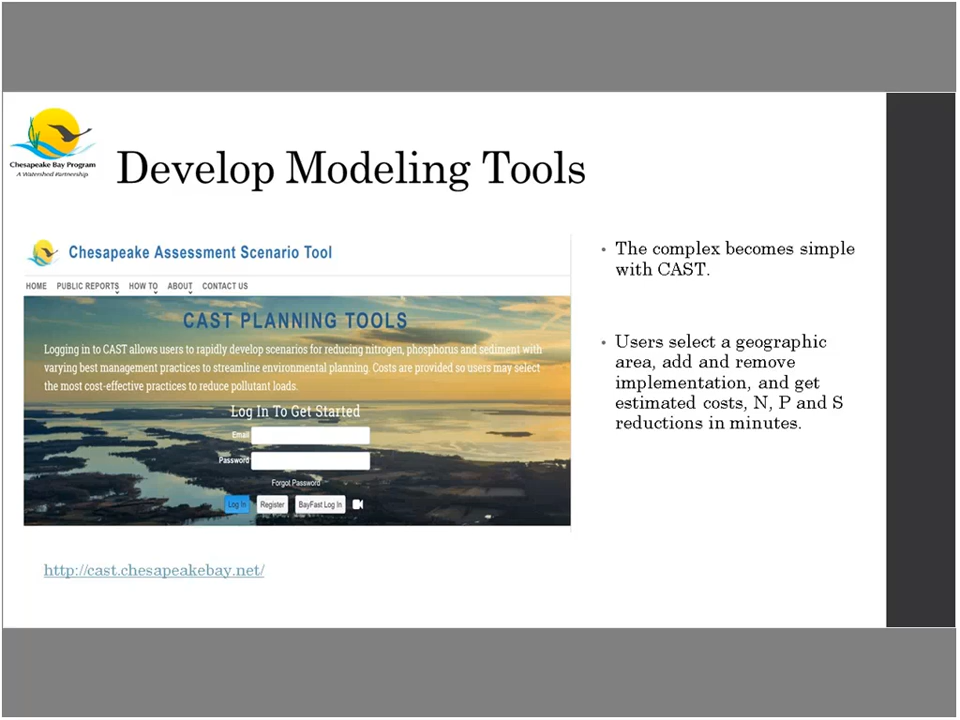 Chesapeake Bay Program
A Watershed Partnership
Develop Modeling Tools
Chesapeake Assessment Scenario Tool
HOME PUBLIC REPORTS HOW TO ABOUT CONTACT US
CAST PLANNING TOOLS
Logging in to CAST allows users to rapidly develop scenarios for reducing nitrogen, phosphorus and sediment with
varying best management practices to streamline environmental planning. Costs are provided so users may select
the most cost-effective practices to reduce pollutant loads.
Log In To Get Started
Email
Password
Forgot Password
Log In Register BayFast Log In
http://cast.chesapeakebay.net/
• The complex becomes simple
with CAST.
• Users select a geographic
area, add and remove
implementation, and get
estimated costs, N, P and S
reductions in minutes.